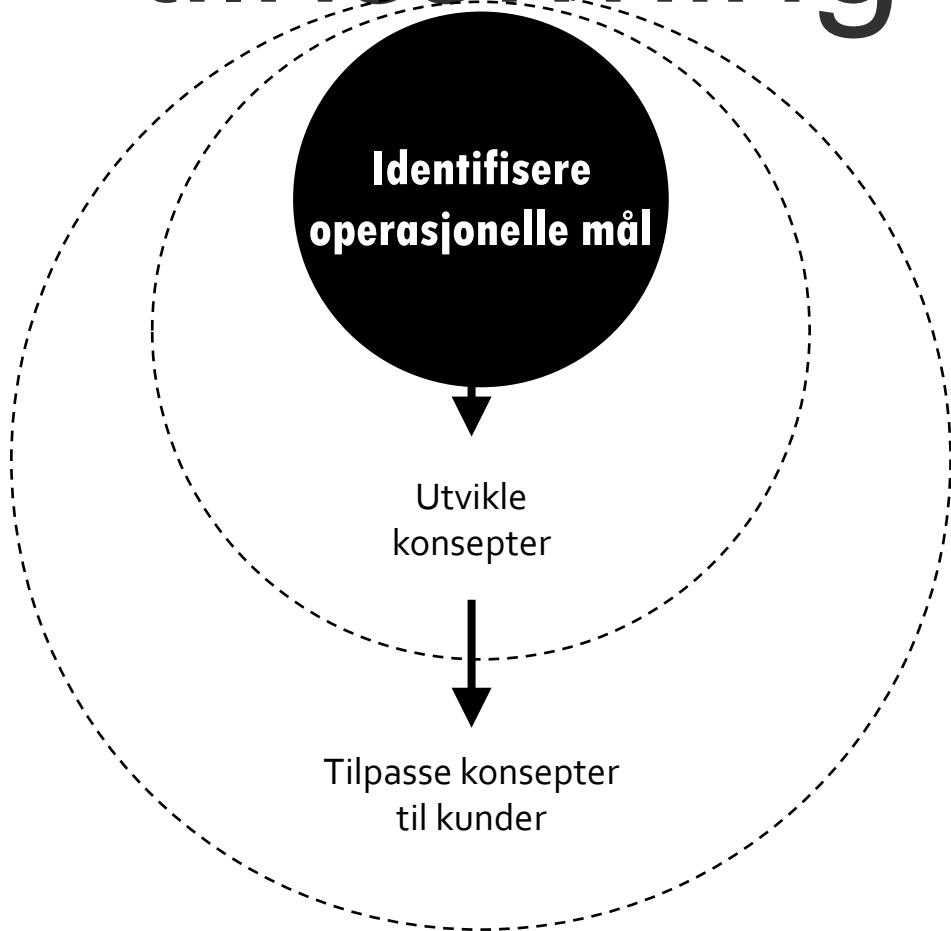 Identifisere
operasjonelle mål
Utvikle
konsepter
Tilpasse konsepter
til kunder